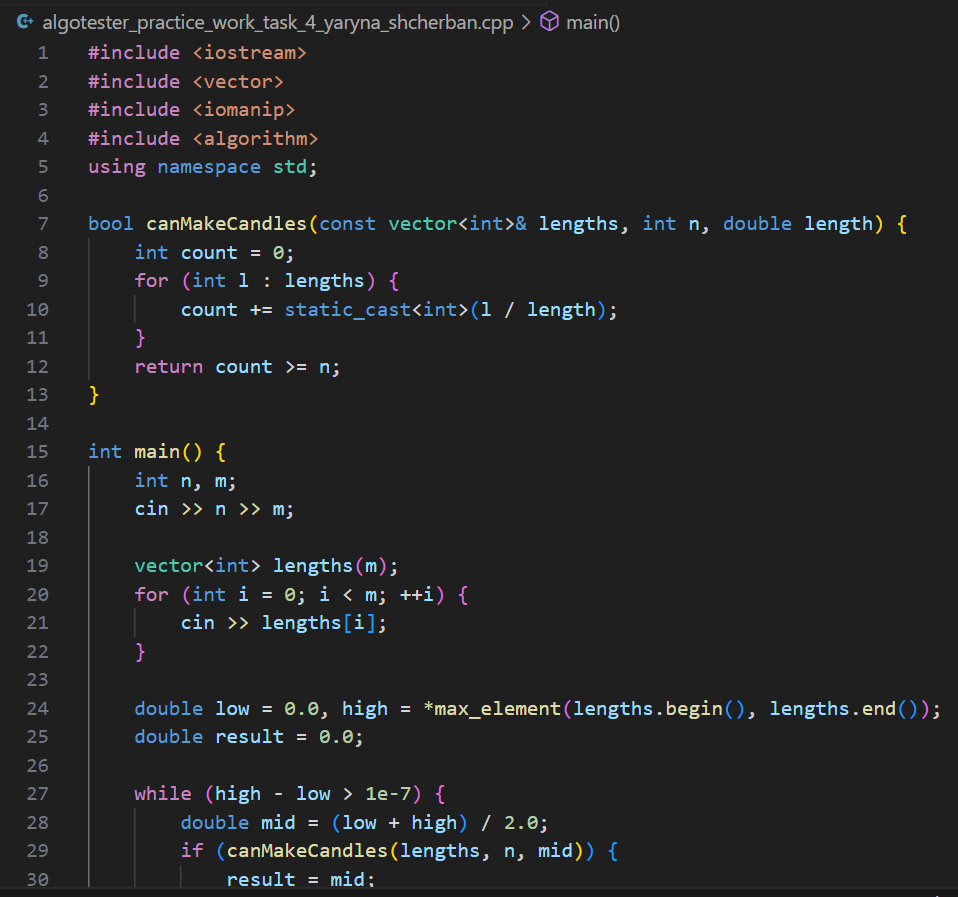 algotester_practice_work_task_4_yaryna_shcherban.cpp > main()
1 #include <iostream>
2 #include <vector>
3 #include <iomanip>
4 #include <algorithm>
5 using namespace std;
6
7 bool canMakeCandles(const vector<int>& lengths, int n, double length) {
8     int count = 0;
9     for (int l : lengths) {
10         count += static_cast<int>(l / length);
11     }
12     return count >= n;
13 }
14
15 int main() {
16     int n, m;
17     cin >> n >> m;
18
19     vector<int> lengths(m);
20     for (int i = 0; i < m; ++i) {
21         cin >> lengths[i];
22     }
23
24     double low = 0.0, high = *max_element(lengths.begin(), lengths.end());
25     double result = 0.0;
26
27     while (high - low > 1e-7) {
28         double mid = (low + high) / 2.0;
29         if (canMakeCandles(lengths, n, mid)) {
30             result = mid;